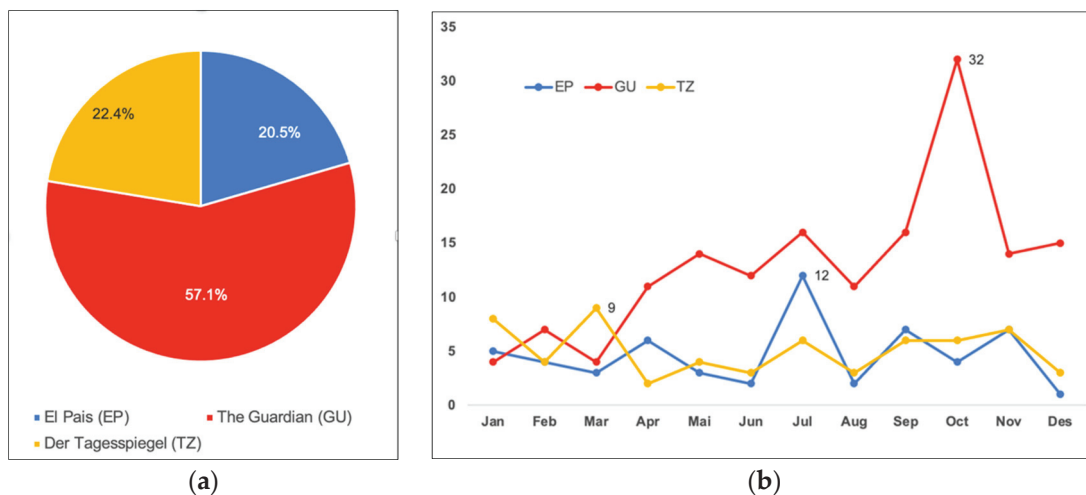 22.4%
20.5%
57.1%
El Pais (EP)
The Guardian (GU)
Der Tagesspiegel (TZ)
(a)
35
30
25
20
15
10
5
0
EP GU TZ
32
12
9
Jan Feb Mar Apr Mai Jun Jul Aug Sep Oct Nov Des
(b)